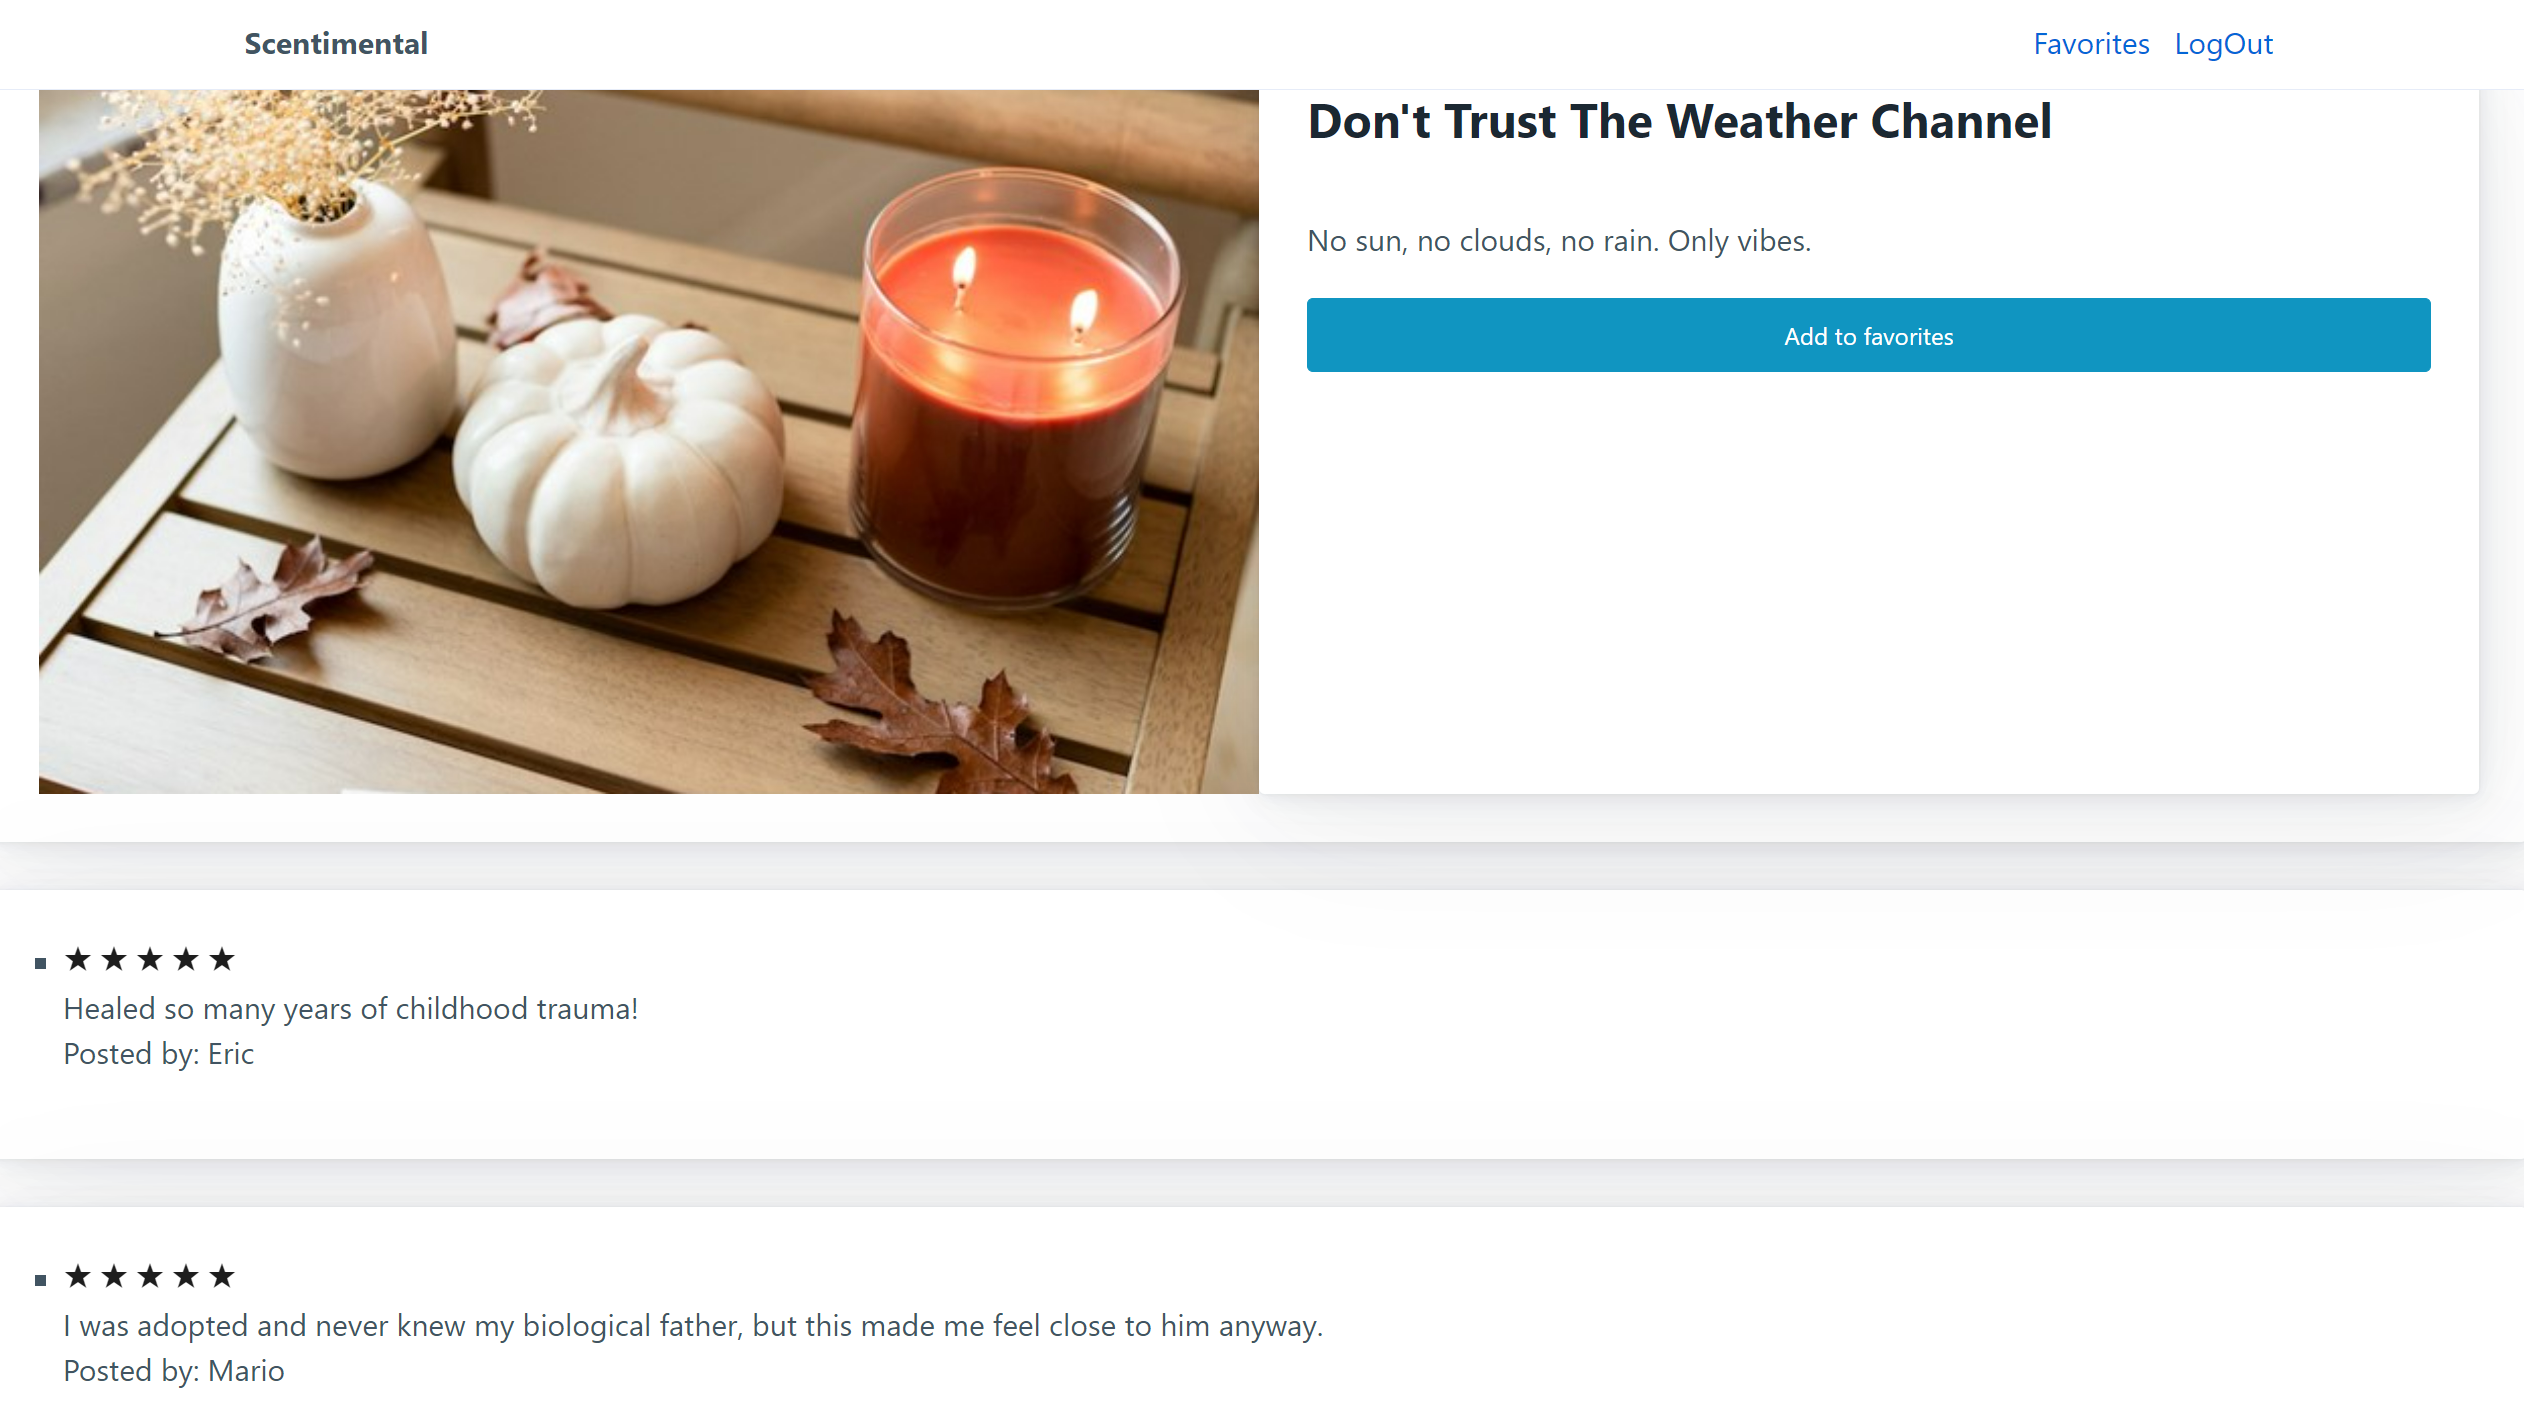 Scentimental
Favorites LogOut
Don't Trust The Weather Channel
No sun, no clouds, no rain. Only vibes.
Add to favorites
★ ★ ★ ★ ★
Healed so many years of childhood trauma!
Posted by: Eric
★ ★ ★ ★ ★
I was adopted and never knew my biological father, but this made me feel close to him anyway.
Posted by: Mario